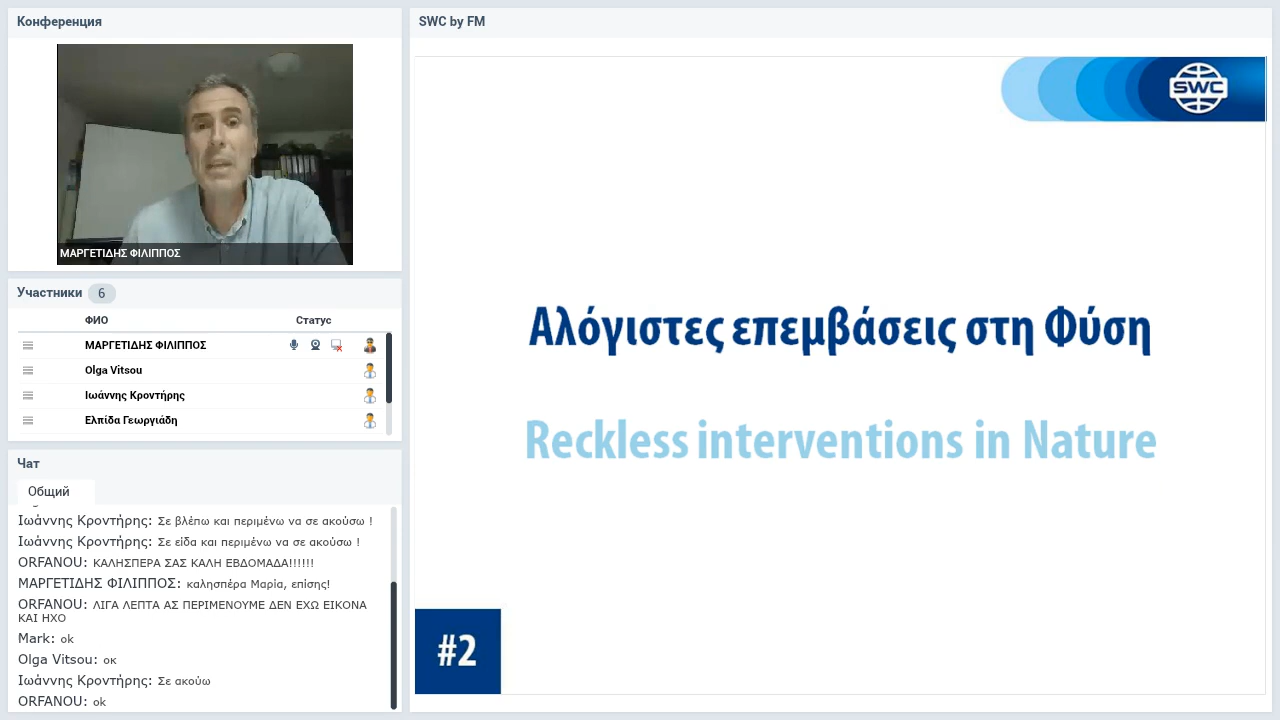 Конференция
ΜΑΡΓΕΤΙΔΗΣ ΦΙΛΙΠΠΟΣ
Участники 6
ФИО Статус
ΜΑΡΓΕΤΙΔΗΣ ΦΙΛΙΠΠΟΣ
Olga Vitsou
Ιωάννης Κροντήρης
Ελπίδα Γεωργιάδη
Чат
Общий
Ιωάννης Κροντήρης: Σε βλέπω και περιμένω να σε ακούσω !
Ιωάννης Κροντήρης: Σε είδα και περιμένω να σε ακούσω !
ORFANOU: ΚΑΛΗΣΠΕΡΑ ΣΑΣ ΚΑΛΗ ΕΒΔΟΜΑΔΑ!!!!!!
ΜΑΡΓΕΤΙΔΗΣ ΦΙΛΙΠΠΟΣ: καλησπέρα Μαρία, επίσης!
ORFANOU: ΛΙΓΑ ΛΕΠΤΑ ΑΣ ΠΕΡΙΜΕΝΟΥΜΕ ΔΕΝ ΕΧΩ ΕΙΚΟΝΑ
ΚΑΙ ΗΧΟ
Mark: ok
Olga Vitsou: οκ
Ιωάννης Κροντήρης: Σε ακούω
ORFANOU: ok
SWC by FM
SWC
Αλόγιστες επεμβάσεις στη Φύση
Reckless interventions in Nature
#2